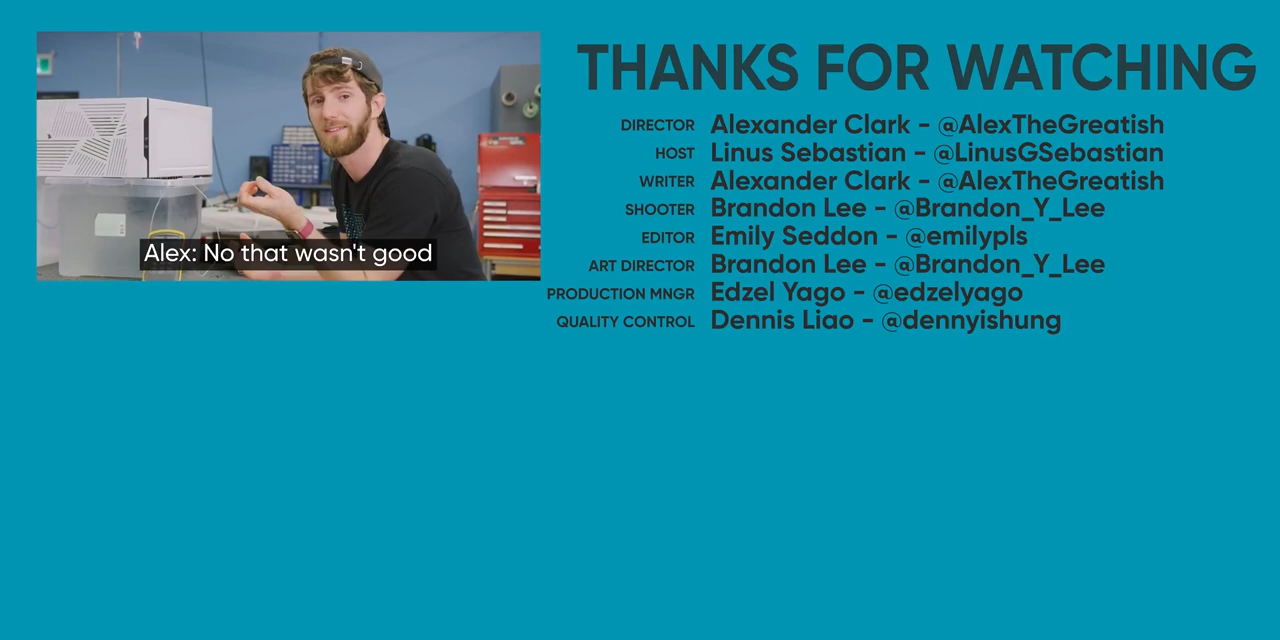 THANKS FOR WATCHING
DIRECTOR Alexander Clark - @AlexTheGreatish
HOST Linus Sebastian - @LinusGSebastian
WRITER Alexander Clark - @AlexTheGreatish
SHOOTER Brandon Lee - @Brandon_Y_Lee
EDITOR Emily Seddon - @emilypls
ART DIRECTOR Brandon Lee - @Brandon_Y_Lee
PRODUCTION MNGR Edzel Yago - @edzelyago
QUALITY CONTROL Dennis Liao - @dennyishung
Alex: No that wasn't good